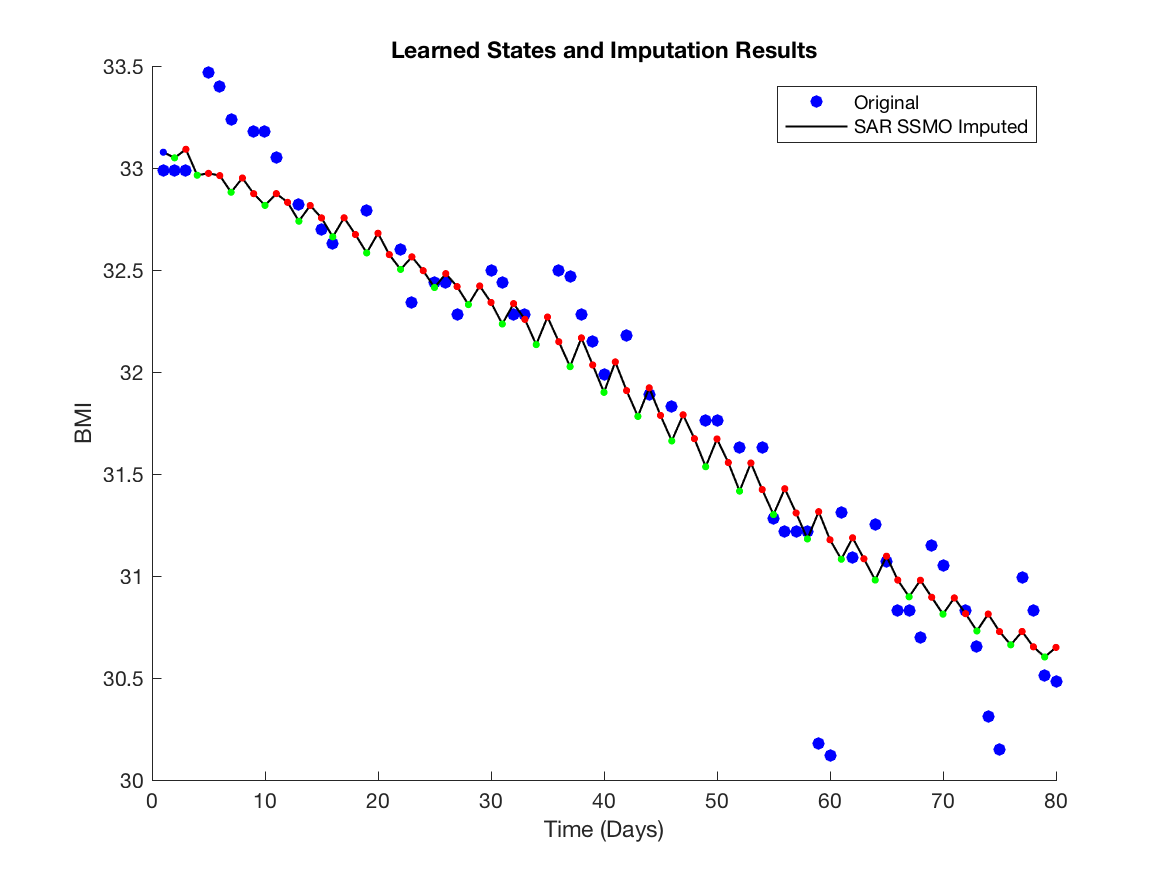 Learned States and Imputation Results
33.5
33
32.5
32
31.5
31
30.5
30
BMI
Original
SAR SSMO Imputed
0 10 20 30 40 50 60 70 80
Time (Days)